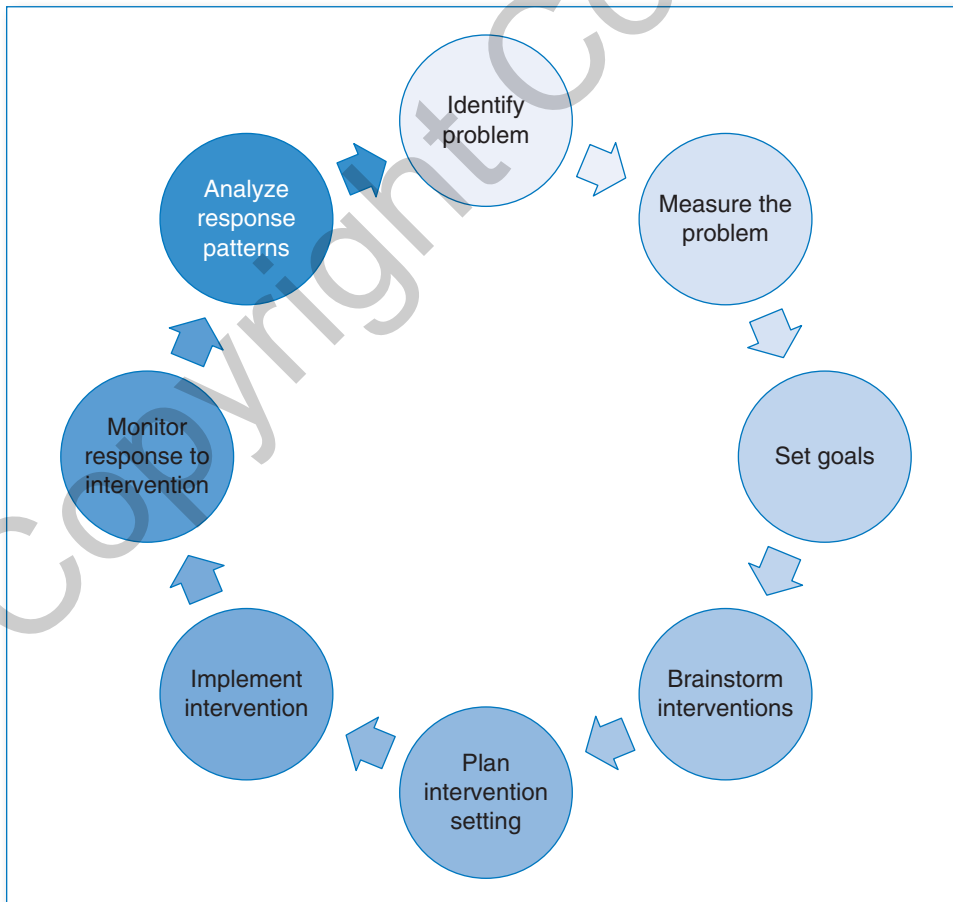 Identify
problem
Measure the
problem
Set goals
Brainstorm
interventions
Plan
intervention
setting
Implement
intervention
Monitor
response to
intervention
Analyze
response
patterns
Copyright Co